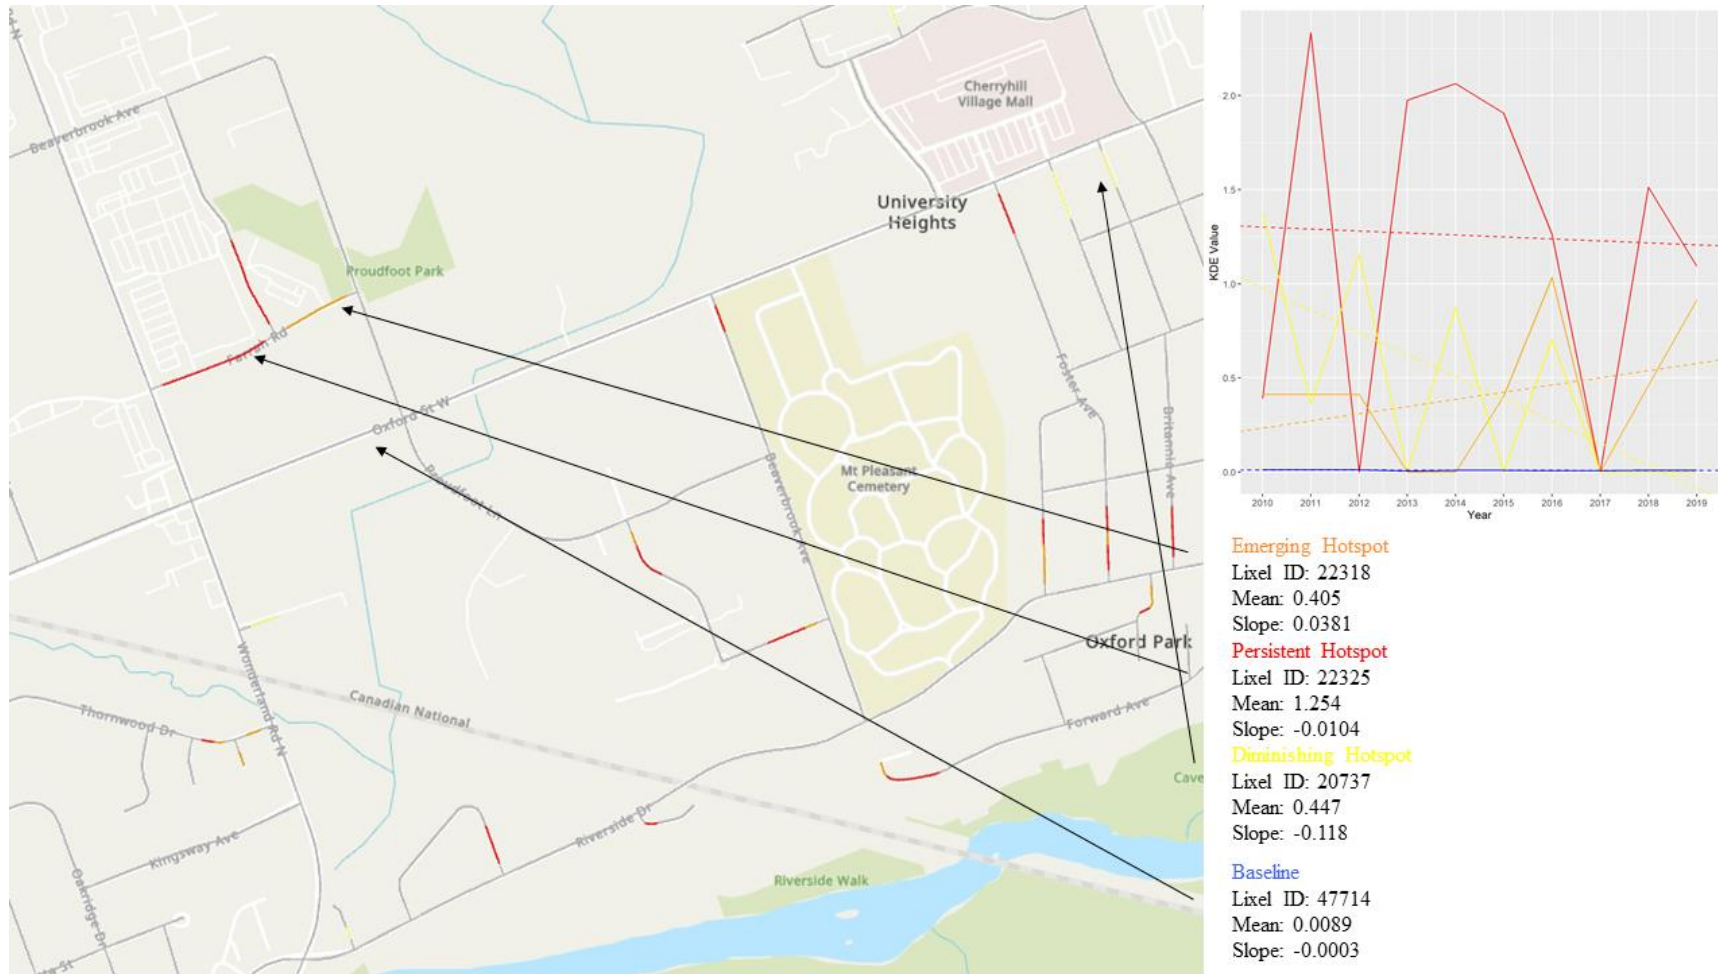 Rd N
Beaverbrook Ave
Cherryhill
Village Mall
University
Heights
Proudfoot Park
Farrah Rd
Oxford St W
Proudfoot Ln
Beaverbrook Ave
Mt Pleasant
Cemetery
Foster Ave
Britannia Ave
Oxford Park
Wonderland Rd N
Canadian National
Thornwood Dr
Forward Ave
Cave
Kingsway Ave
Riverside Dr
Riverside Walk
Oakridge Dr
St
KDE Value
2.0
1.5
1.0
0.5
0.0
2010 2011 2012 2013 2014 2015 2016 2017 2018 2019
Year
Emerging Hotspot
Lixel ID: 22318
Mean: 0.405
Slope: 0.0381
Persistent Hotspot
Lixel ID: 22325
Mean: 1.254
Slope: -0.0104
Diminishing Hotspot
Lixel ID: 20737
Mean: 0.447
Slope: -0.118
Baseline
Lixel ID: 47714
Mean: 0.0089
Slope: -0.0003